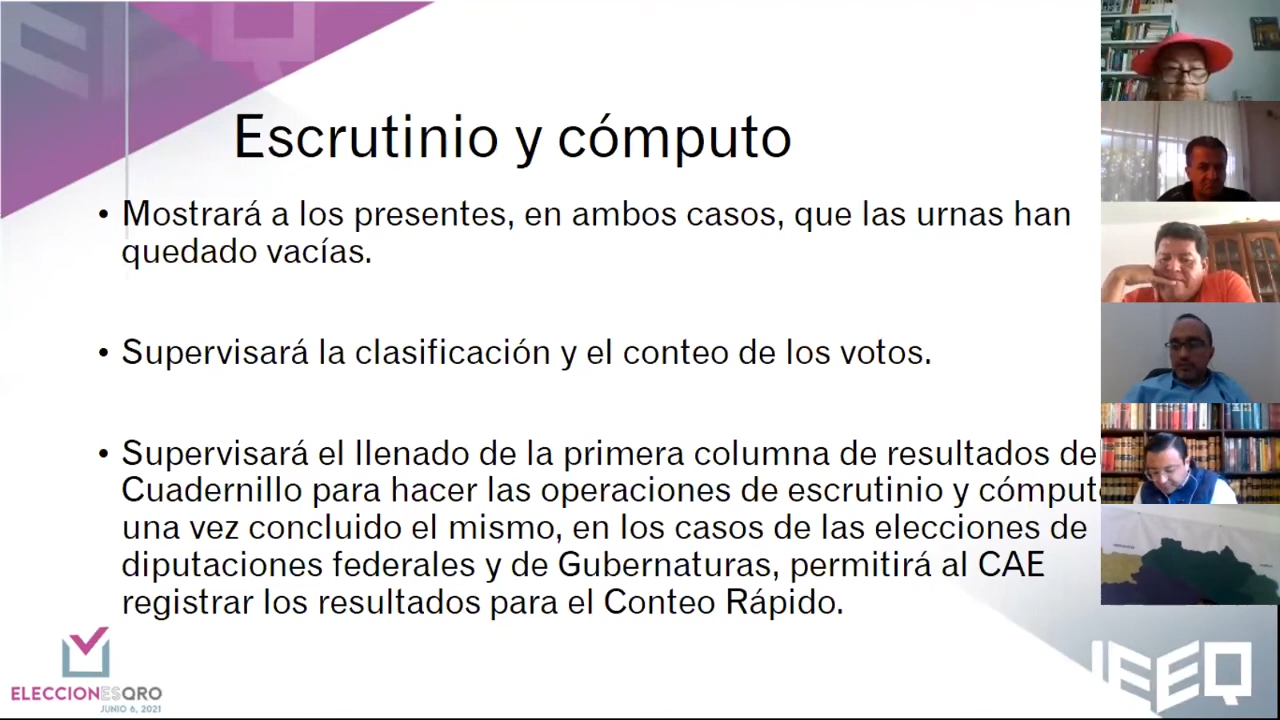 Escrutinio y cómputo
• Mostrará a los presentes, en ambos casos, que las urnas han
quedado vacías.
• Supervisará la clasificación y el conteo de los votos.
• Supervisará el llenado de la primera columna de resultados de
Cuadernillo para hacer las operaciones de escrutinio y cómput
una vez concluido el mismo, en los casos de las elecciones de
diputaciones federales y de Gubernaturas, permitirá al CAE
registrar los resultados para el Conteo Rápido.
ELECCIONESQRO
JUNIO 6, 2021
IEEQ